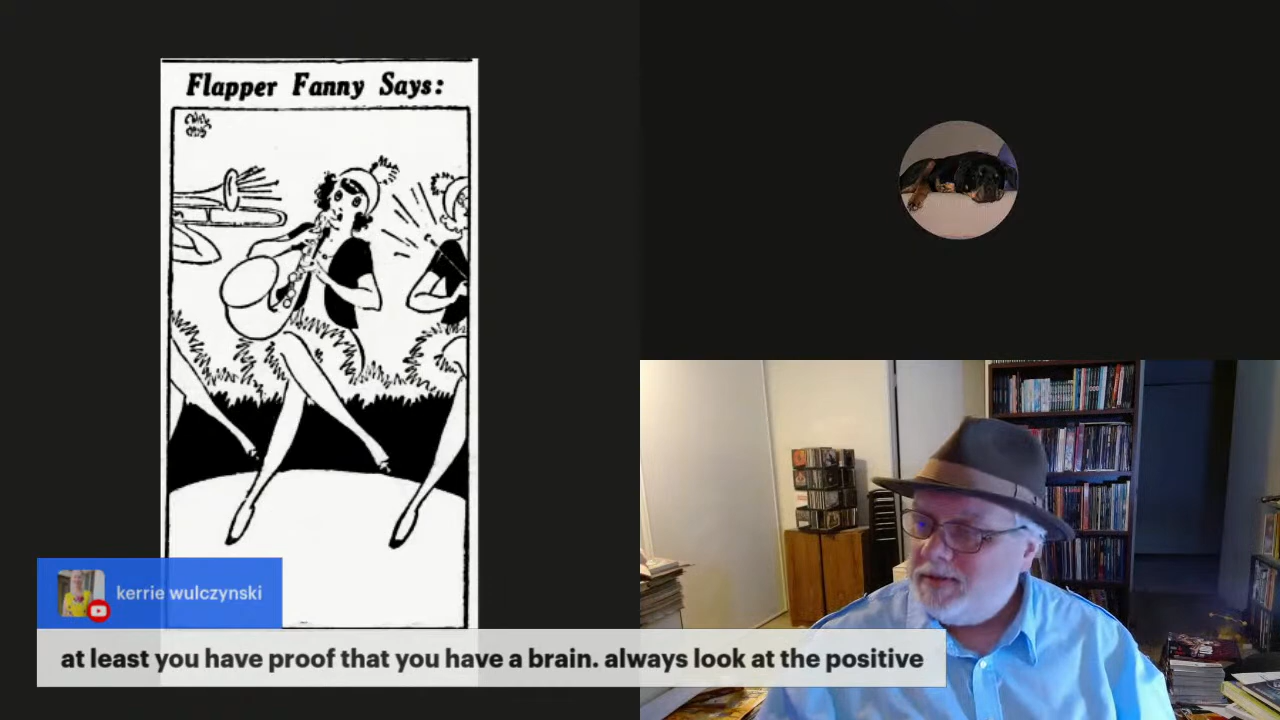 Flapper Fanny Says:
kerrie wulczynski
at least you have proof that you have a brain. always look at the positive